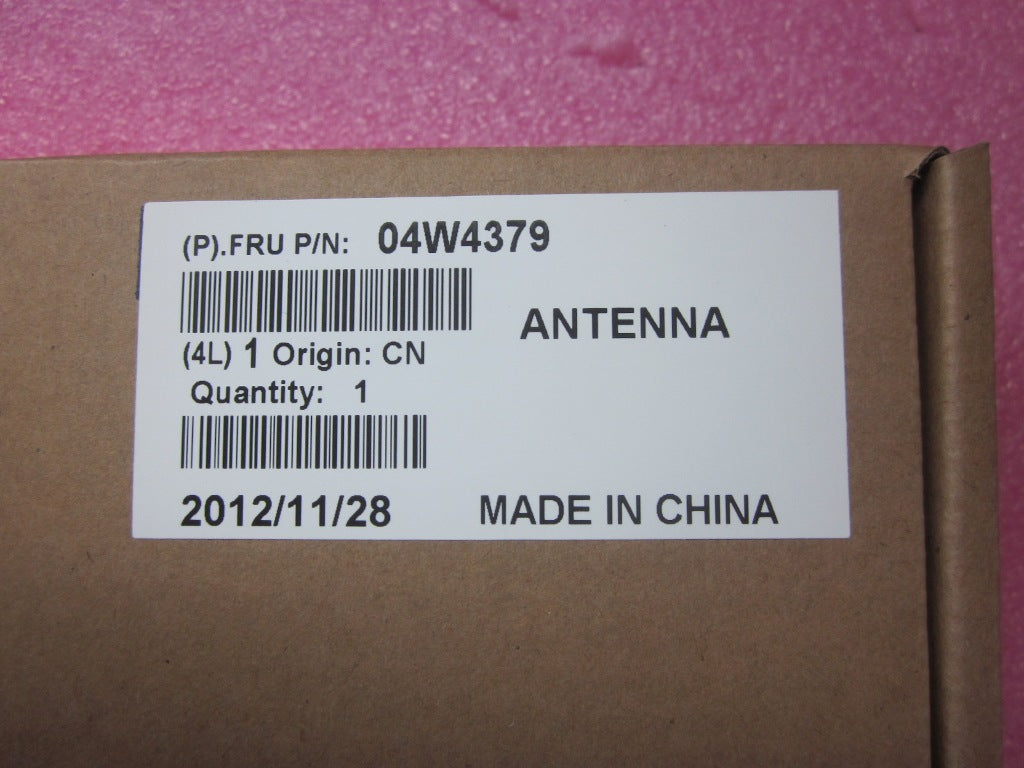 (P).FRU P/N: 04W4379
ANTENNA
(4L) 1 Origin: CN
Quantity: 1
2012/11/28 MADE IN CHINA